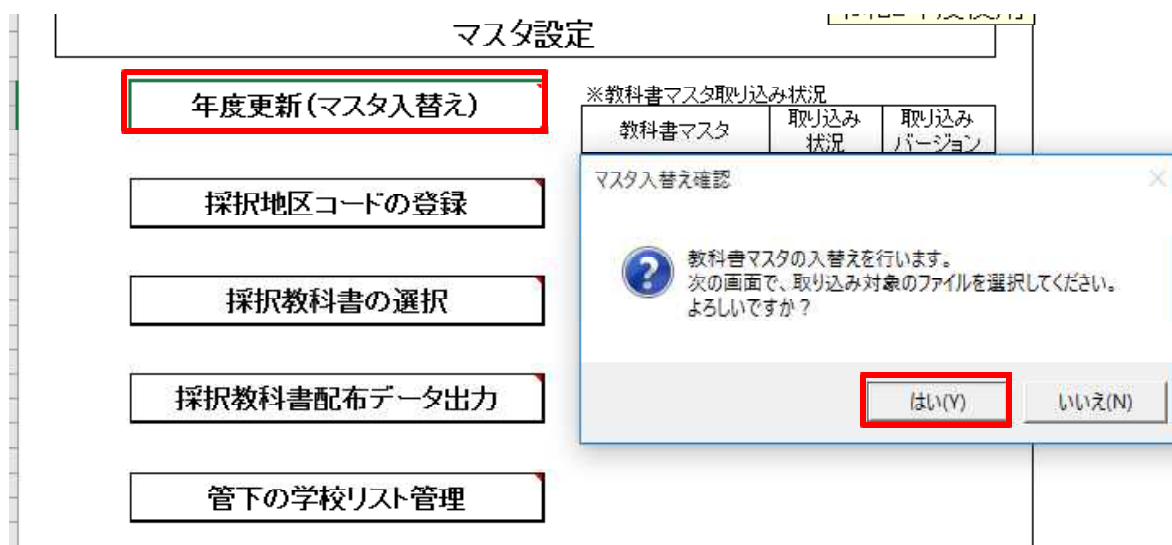 マスタ設定
年度更新(マスタ入替え)
※教科書マスタ取り込み状況
教科書マスタ
取り込み
状況
取り込み
バージョン
採択地区コードの登録
採択教科書の選択
採択教科書配布データ出力
管下の学校リスト管理
マスタ入替え確認
教科書マスタの入替えを行います。
次の画面で、取り込み対象のファイルを選択してください。
よろしいですか？
はい(Y)
いいえ(N)